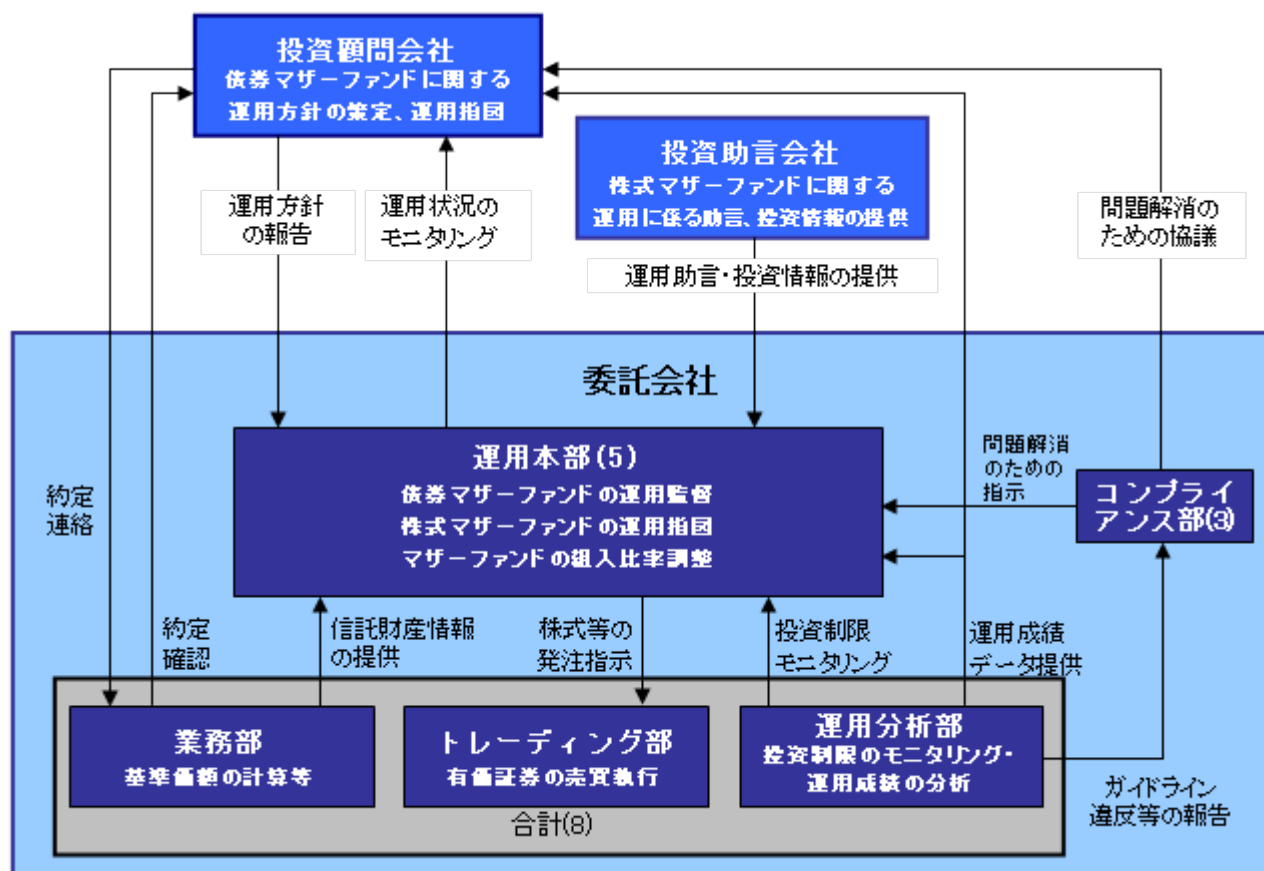 投資顧問会社
債券マザーファンドに関する
運用方針の策定、運用指図
投資助言会社
株式マザーファンドに関する
運用に係る助言、投資情報の提供
運用方針
の報告
運用状況の
モニタリング
運用助言・投資情報の提供
問題解消の
ための協議
委託会社
運用本部(5)
債券マザーファンドの運用監督
株式マザーファンドの運用指図
マザーファンドの組入比率調整
問題解消
のための
指示
コンプライ
アンス部(3)
約定
連絡
約定
確認
信託財産情報
の提供
株式等の
発注指示
投資制限
モニタリング
運用成績
データ提供
業務部
基準価額の計算等
トレーディング部
有価証券の売買執行
運用分析部
投資制限のモニタリング・
運用成績の分析
合計(8)
ガイドライン
違反等の報告